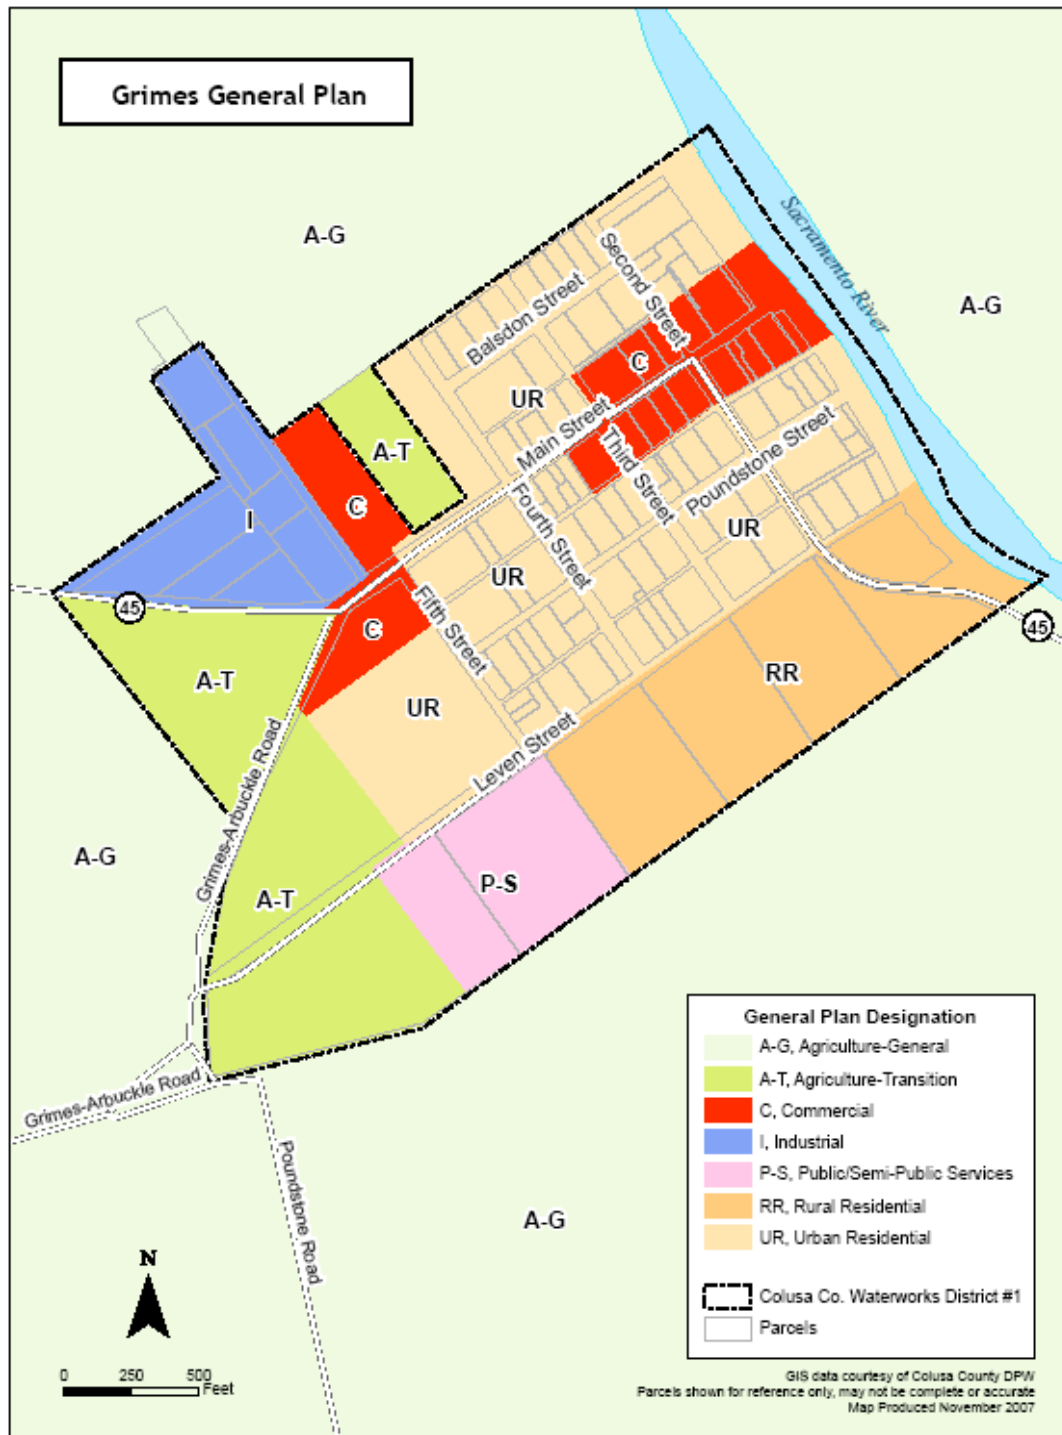 Grimes General Plan
Sacramento River
A-G
A-G
Second Street
Balsdon Street
C
UR
Main Street
A-T
Third Street
Poundstone Street
C
Fourth Street
I
UR
UR
45
Fifth Street
C
45
A-T
RR
UR
Leven Street
Grimes-Arbuckle Road
A-G
P-S
A-T
Grimes-Arbuckle Road
Poundstone Road
A-G
General Plan Designation
A-G, Agriculture-General
A-T, Agriculture-Transition
C, Commercial
I, Industrial
P-S, Public/Semi-Public Services
RR, Rural Residential
UR, Urban Residential
Colusa Co. Waterworks District #1
Parcels
N
0 250 500
Feet
GIS data courtesy of Colusa County DPW
Parcels shown for reference only, may not be complete or accurate
Map Produced November 2007